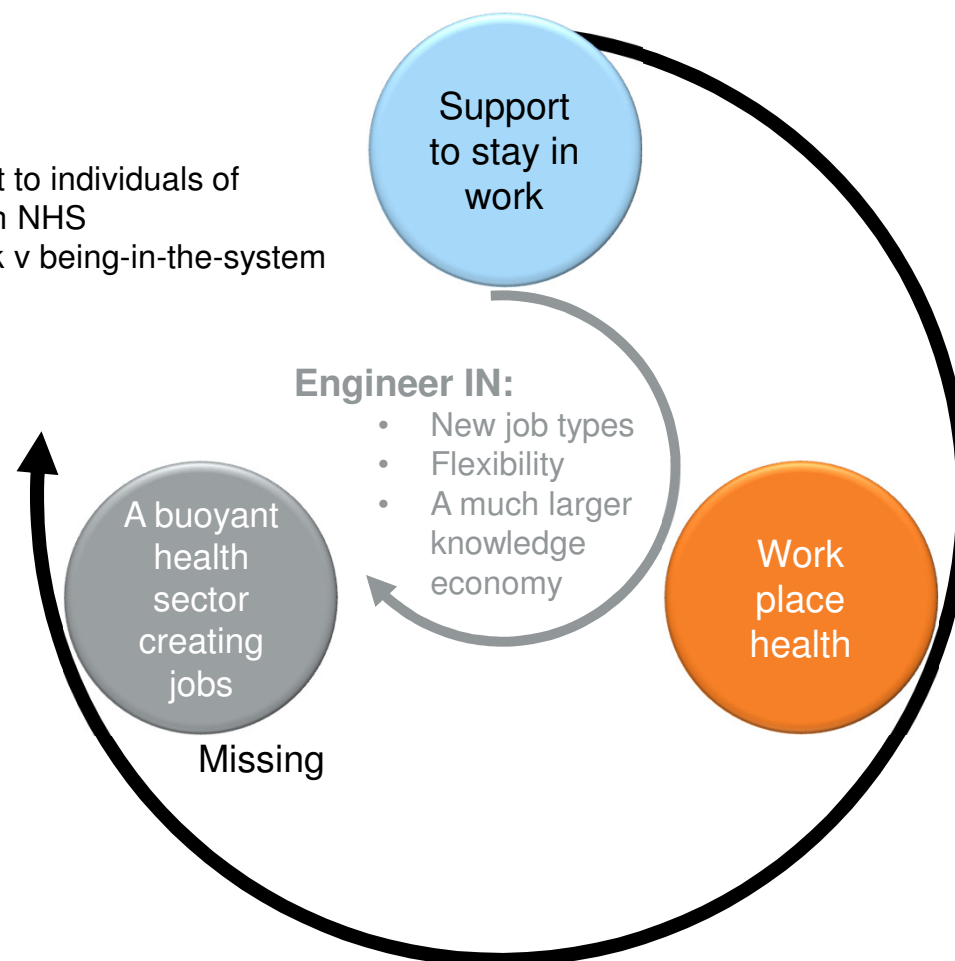 Support
to stay in
work
t to individuals of
NHS
v being-in-the-system
Engineer IN:
• New job types
• Flexibility
• A much larger
knowledge
economy
A buoyant
health
sector
creating
jobs
Work
place
health
Missing